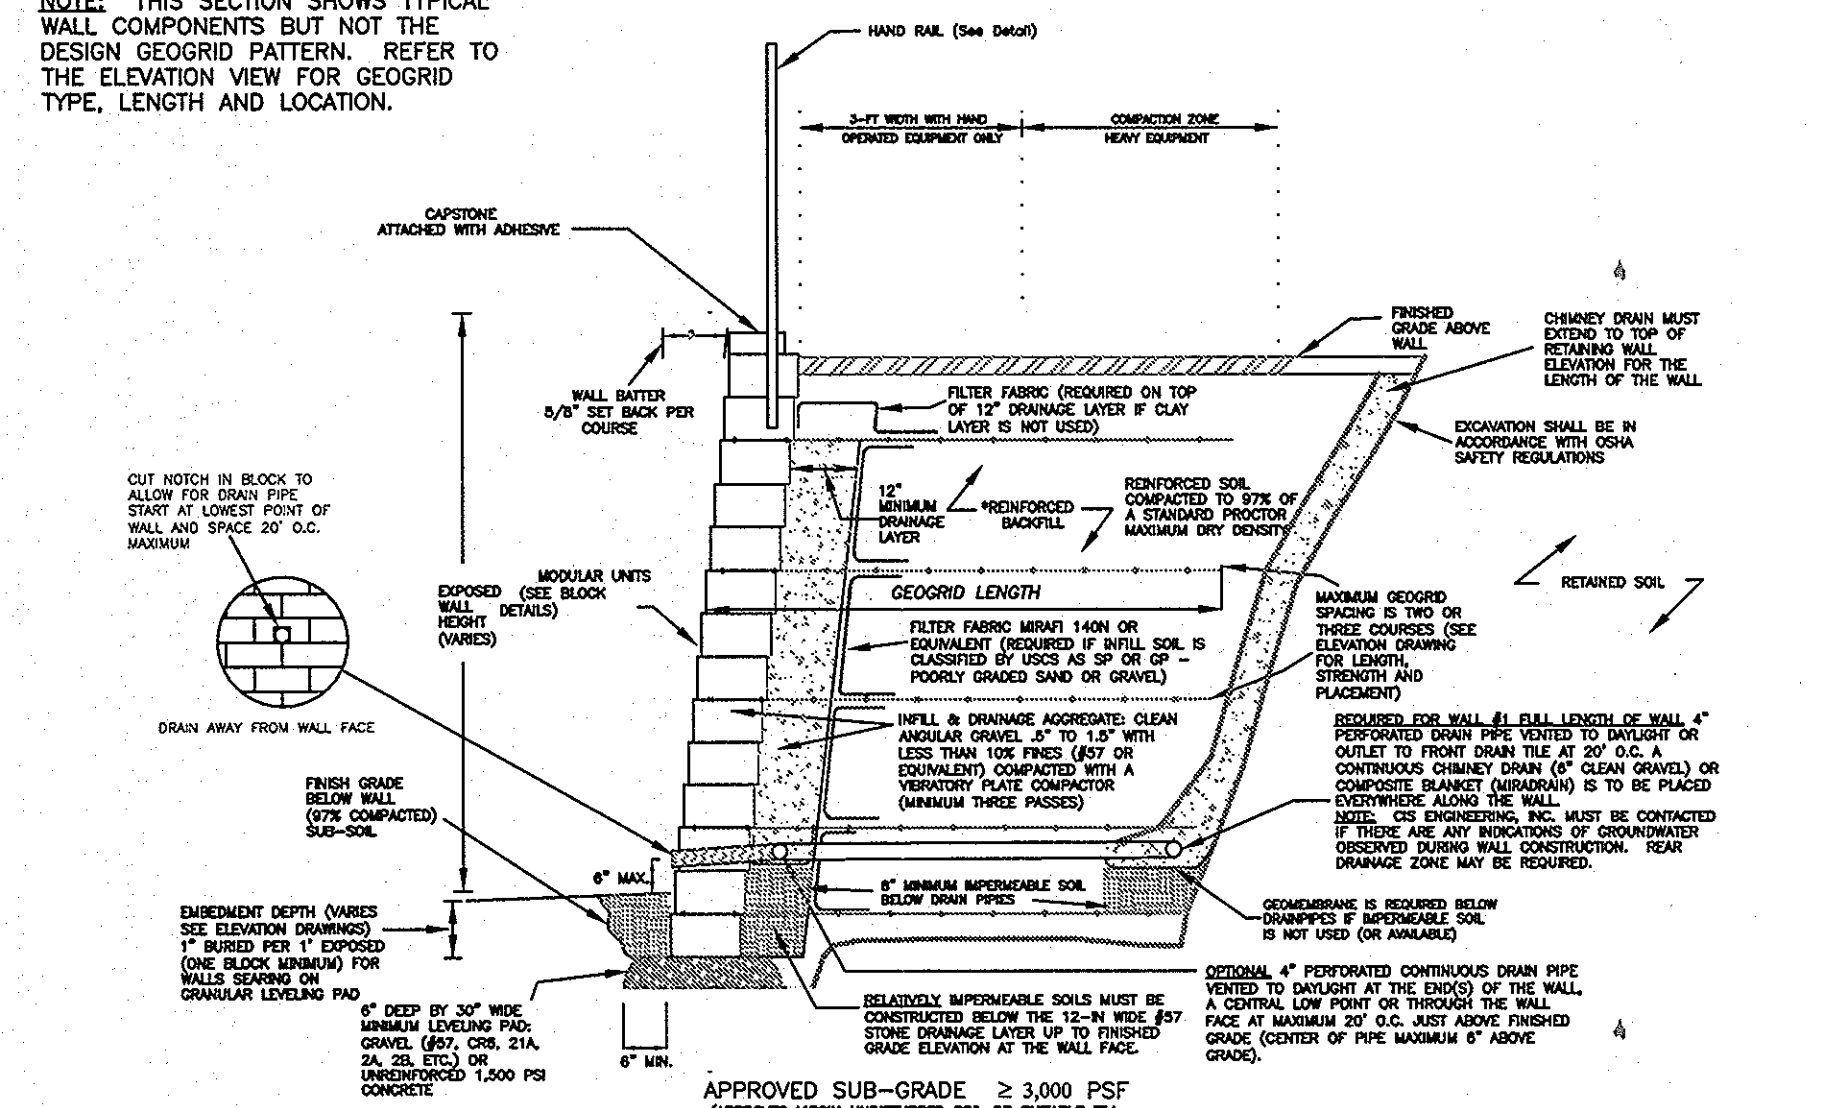 NOTE: THIS SECTION SHOWS TYPICAL
WALL COMPONENTS BUT NOT THE
DESIGN GEOGRID PATTERN. REFER TO
THE ELEVATION VIEW FOR GEOGRID
TYPE, LENGTH AND LOCATION.
HAND RAIL (See Detail)
3-FT WIDTH WITH HAND
OPERATED EQUIPMENT ONLY
COMPACTION ZONE
HEAVY EQUIPMENT
CAPSTONE
ATTACHED WITH ADHESIVE
FINISHED
GRADE ABOVE
WALL
CHIMNEY DRAIN MUST
EXTEND TO TOP OF
RETAINING WALL
ELEVATION FOR THE
LENGTH OF THE WALL
WALL BATTER
5/8" SET BACK PER
COURSE
FILTER FABRIC (REQUIRED ON TOP
OF 12" DRAINAGE LAYER IF CLAY
LAYER IS NOT USED)
EXCAVATION SHALL BE IN
ACCORDANCE WITH OSHA
SAFETY REGULATIONS
CUT NOTCH IN BLOCK TO
ALLOW FOR DRAIN PIPE
START AT LOWEST POINT OF
WALL AND SPACE 20' O.C.
MAXIMUM
12"
MINIMUM
DRAINAGE
LAYER
*REINFORCED
BACKFILL
REINFORCED SOIL
COMPACTED TO 97% OF
A STANDARD PROCTOR
MAXIMUM DRY DENSITY
EXPOSED
WALL
HEIGHT
(VARIES)
MODULAR UNITS
(SEE BLOCK
DETAILS)
GEOGRID LENGTH
RETAINED SOIL
MAXIMUM GEOGRID
SPACING IS TWO OR
THREE COURSES (SEE
ELEVATION DRAWING
FOR LENGTH,
STRENGTH AND
PLACEMENT)
FILTER FABRIC MIRAFI 140N OR
EQUIVALENT (REQUIRED IF INFILL SOIL IS
CLASSIFIED BY USCS AS SP OR GP -
POORLY GRADED SAND OR GRAVEL)
DRAIN AWAY FROM WALL FACE
INFILL & DRAINAGE AGGREGATE: CLEAN
ANGULAR GRAVEL .5" TO 1.5" WITH
LESS THAN 10% FINES (#57 OR
EQUIVALENT) COMPACTED WITH A
VIBRATORY PLATE COMPACTOR
(MINIMUM THREE PASSES)
REQUIRED FOR WALL #1 FULL LENGTH OF WALL 4"
PERFORATED DRAIN PIPE VENTED TO DAYLIGHT OR
OUTLET TO FRONT DRAIN TILE AT 20' O.C. A
CONTINUOUS CHIMNEY DRAIN (6" CLEAN GRAVEL) OR
COMPOSITE BLANKET (MIRADRAIN) IS TO BE PLACED
EVERYWHERE ALONG THE WALL.
NOTE: CIS ENGINEERING, INC. MUST BE CONTACTED
IF THERE ARE ANY INDICATIONS OF GROUNDWATER
OBSERVED DURING WALL CONSTRUCTION. REAR
DRAINAGE ZONE MAY BE REQUIRED.
FINISH GRADE
BELOW WALL
(97% COMPACTED)
SUB-SOIL
6" MAX.
6" MINIMUM IMPERMEABLE SOIL
BELOW DRAIN PIPIES
GEOMEMBRANE IS REQUIRED BELOW
DRAINPIPES IF IMPERMEABLE SOIL
IS NOT USED (OR AVAILABLE)
EMBEDMENT DEPTH (VARIES
SEE ELEVATION DRAWINGS)
1" BURIED PER 1' EXPOSED
(ONE BLOCK MINIMUM) FOR
WALLS SEARING ON
GRANULAR LEVELING PAD
6" DEEP BY 30" WIDE
MINIMUM LEVELING PAD:
GRAVEL (#57, CR6, 21A,
2A, 2B, ETC.) OR
UNREINFORCED 1,500 PSI
CONCRETE
6" MIN.
RELATIVELY IMPERMEABLE SOILS MUST BE
CONSTRUCTED BELOW THE 12-IN WIDE #57
STONE DRAINAGE LAYER UP TO FINISHED
GRADE ELEVATION AT THE WALL FACE.
OPTIONAL 4" PERFORATED CONTINUOUS DRAIN PIPE
VENTED TO DAYLIGHT AT THE END(S) OF THE WALL,
A CENTRAL LOW POINT OR THROUGH THE WALL
FACE AT MAXIMUM 20' O.C. JUST ABOVE FINISHED
GRADE (CENTER OF PIPE MAXIMUM 6" ABOVE
GRADE).
APPROVED SUB-GRADE ≥ 3,000 PSF